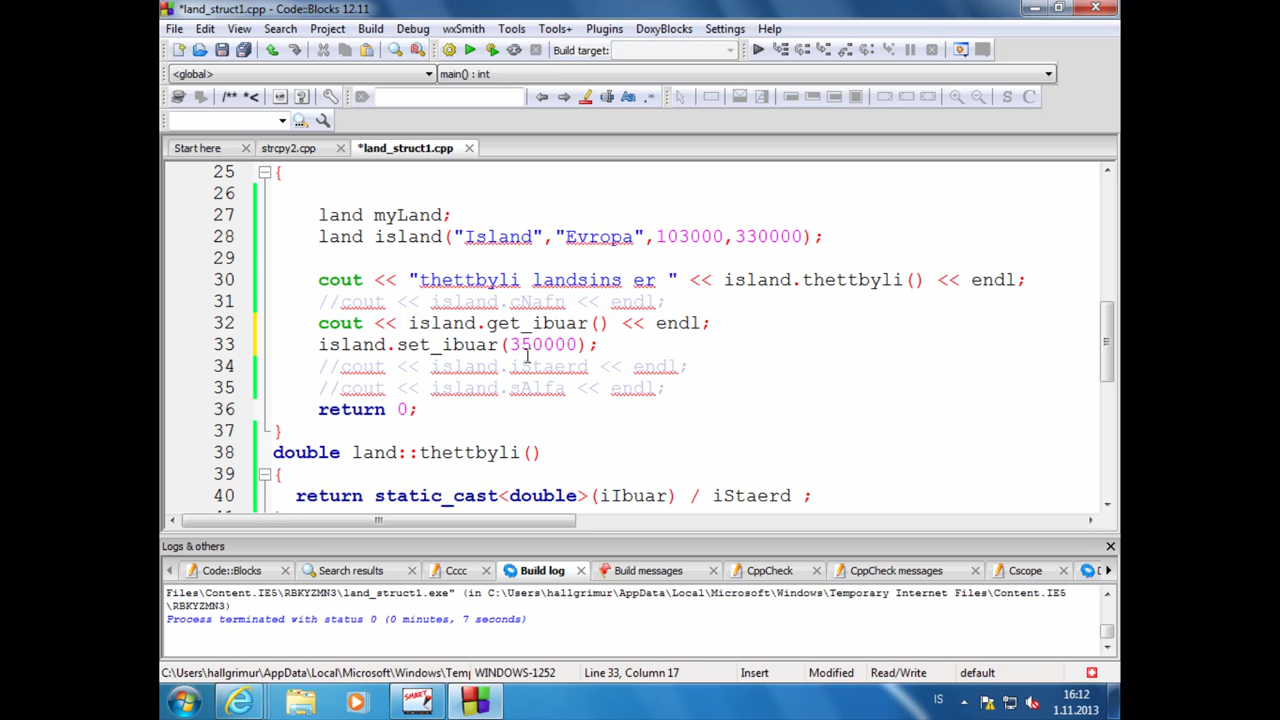 *land_struct1.cpp - Code::Blocks 12.11
File Edit View Search Project Build Debug wxSmith Tools Tools+ Plugins DoxyBlocks Settings Help
Build target:
<global> main() : int
/** *<
Aa .*
S C
Start here strcpy2.cpp *land_struct1.cpp
25 {
26
27 land myLand;
28 land island("Island","Evropa",103000,330000);
29
30 cout << "thettbyli landsins er " << island.thettbyli() << endl;
31 //cout << island.cNafn << endl;
32 cout << island.get_ibuar() << endl;
33 island.set_ibuar(350000);
34 //cout << island.iStaerd << endl;
35 //cout << island.sAlfa << endl;
36 return 0;
37 }
38 double land::thettbyli()
39 {
40 return static_cast<double>(iIbuar) / iStaerd ;
Logs & others
Code::Blocks Search results Cccc Build log Build messages CppCheck CppCheck messages Cscope
Files\Content.IE5\RBKYZMN3\land_struct1.exe" (in C:\Users\hallgrimur\AppData\Local\Microsoft\Windows\Temporary Internet Files\Content.IE5
\RBKYZMN3)
Process terminated with status 0 (0 minutes, 7 seconds)
C:\Users\hallgrimur\AppData\Local\Microsoft\Windows\Temp WINDOWS-1252 Line 33, Column 17 Insert Modified Read/Write default
SMART IS 16:12
1.11.2013